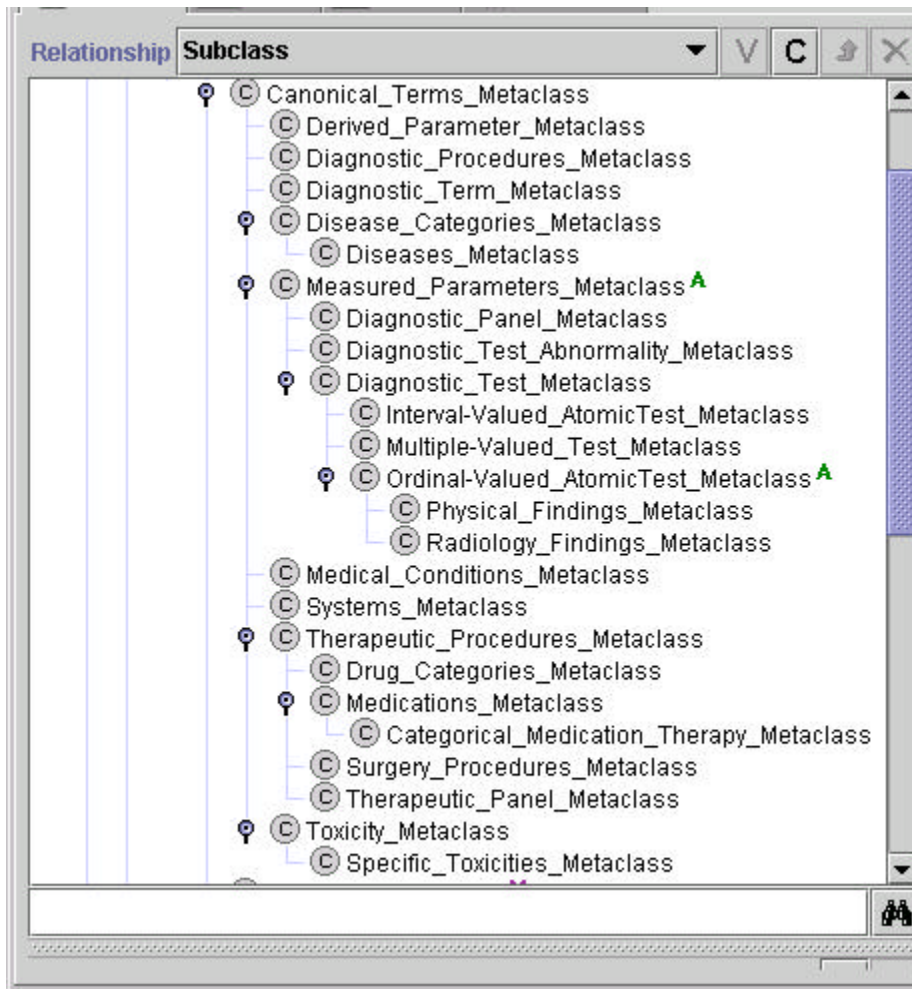 Relationship Subclass V C
C Canonical_Terms_Metaclass
C Derived_Parameter_Metaclass
C Diagnostic_Procedures_Metaclass
C Diagnostic_Term_Metaclass
C Disease_Categories_Metaclass
C Diseases_Metaclass
C Measured_Parameters_Metaclass A
C Diagnostic_Panel_Metaclass
C Diagnostic_Test_Abnormality_Metaclass
C Diagnostic_Test_Metaclass
C Interval-Valued_AtomicTest_Metaclass
C Multiple-Valued_Test_Metaclass
C Ordinal-Valued_AtomicTest_Metaclass A
C Physical_Findings_Metaclass
C Radiology_Findings_Metaclass
C Medical_Conditions_Metaclass
C Systems_Metaclass
C Therapeutic_Procedures_Metaclass
C Drug_Categories_Metaclass
C Medications_Metaclass
C Categorical_Medication_Therapy_Metaclass
C Surgery_Procedures_Metaclass
C Therapeutic_Panel_Metaclass
C Toxicity_Metaclass
C Specific_Toxicities_Metaclass